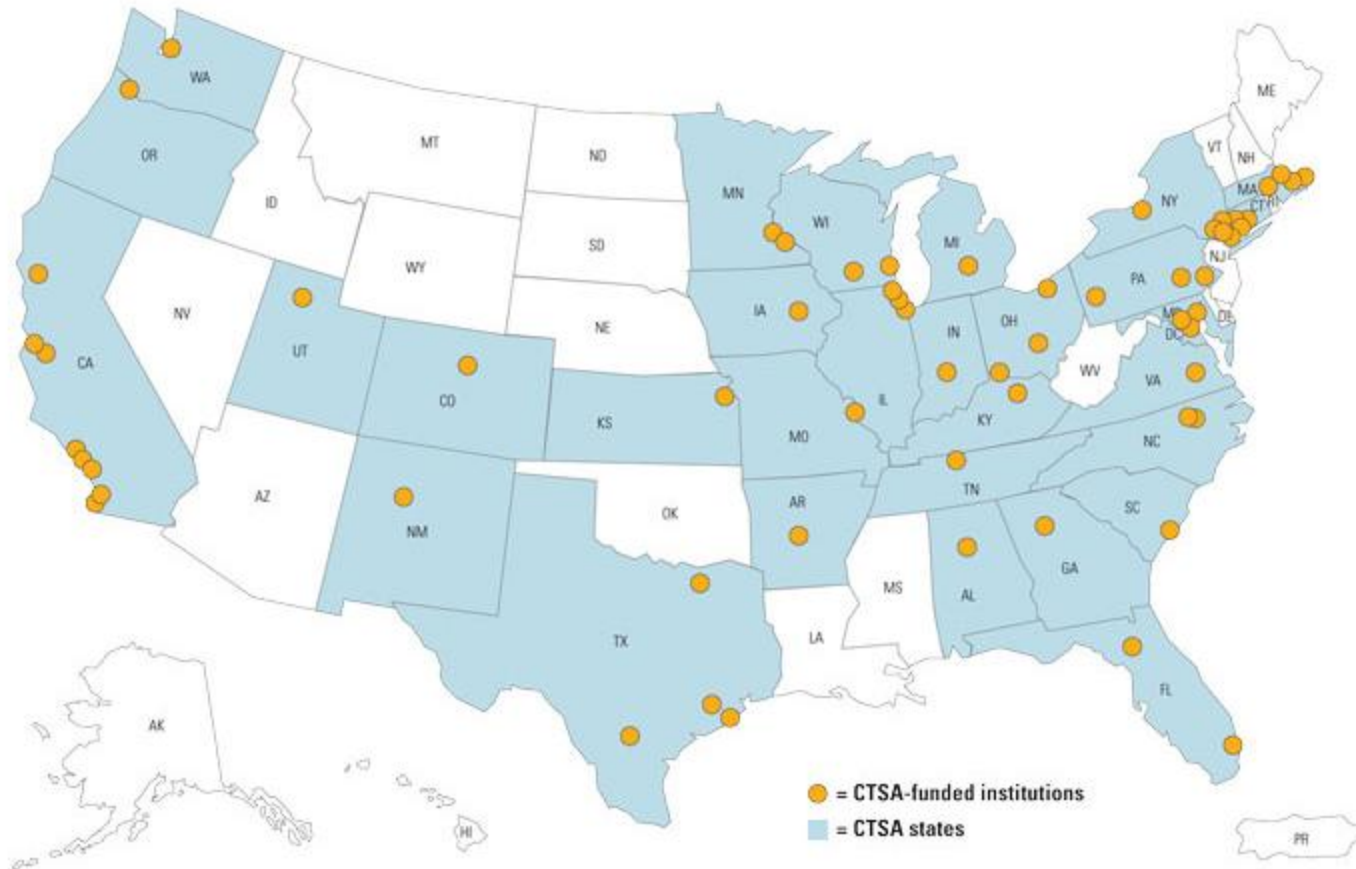 WA
ME
MT
ND
VT
NH
OR
MN
ID
WI
NY
MA
CT
RI
SD
MI
WY
NJ
PA
IA
NE
OH
NV
IN
UT
DC
IL
WV
VA
CA
CO
KS
MO
KY
NC
TN
AZ
NM
OK
AR
SC
MS
GA
AL
TX
LA
FL
AK
= CTSA-funded institutions
= CTSA states
HI
PR